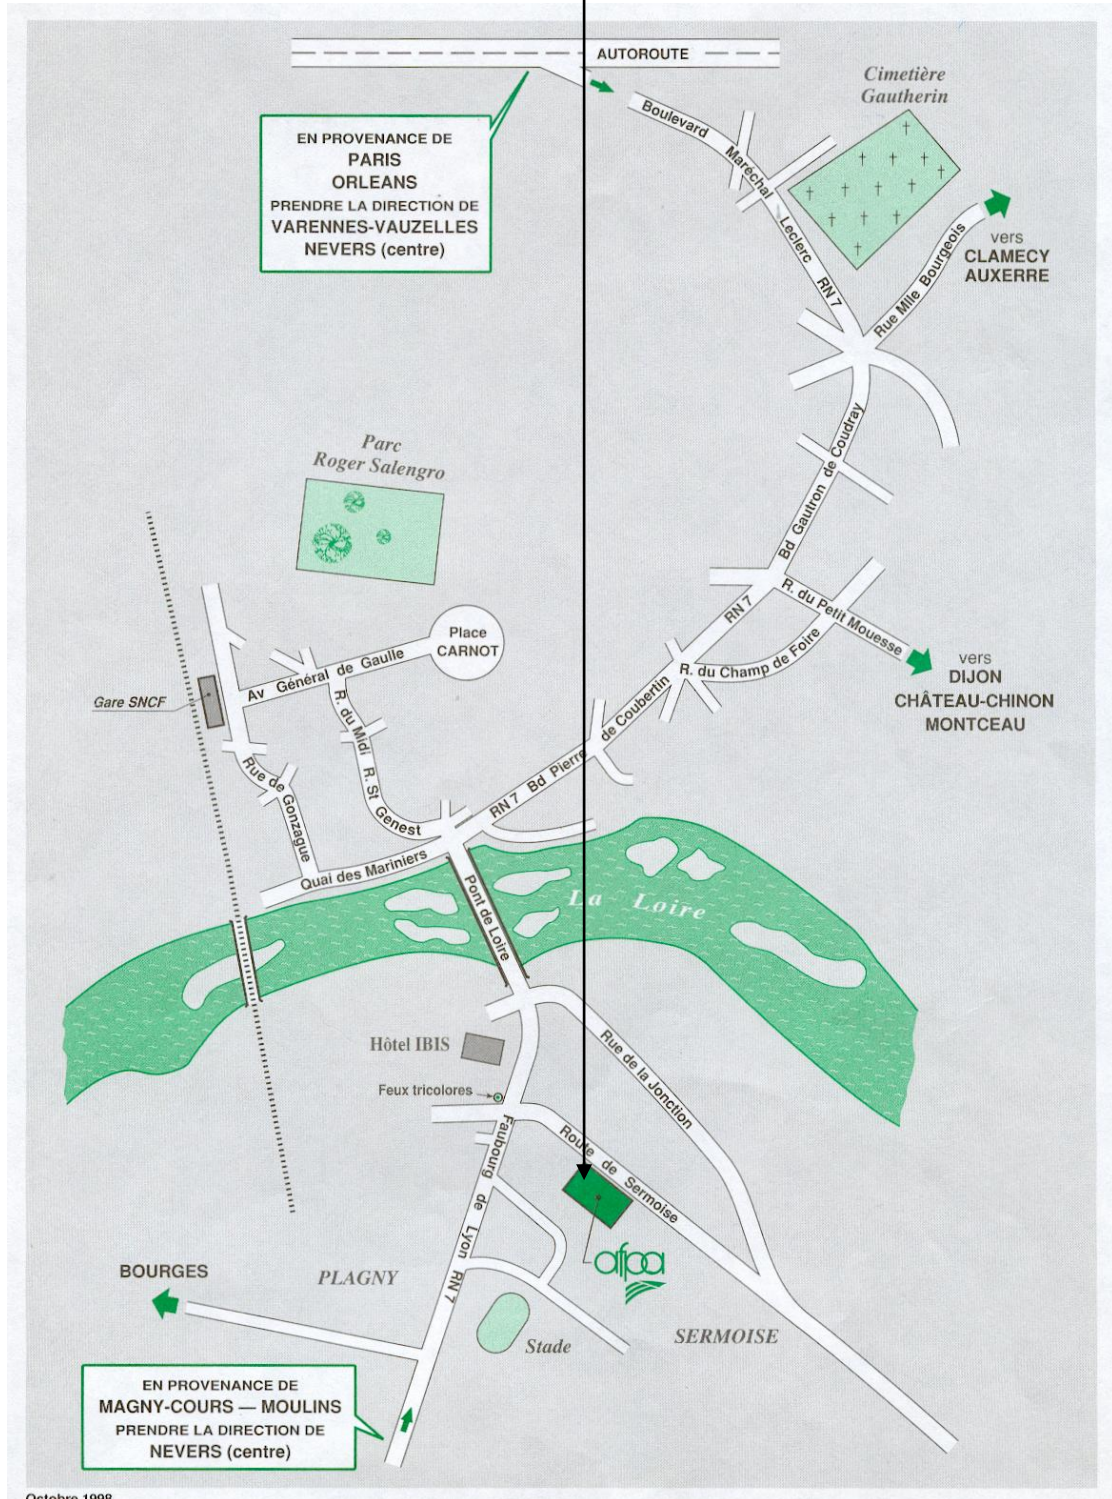 AUTOROUTE
EN PROVENANCE DE
PARIS
ORLEANS
PRENDRE LA DIRECTION DE
VARENNES-VAUZELLES
NEVERS (centre)
Cimetière
Gautherin
Boulevard Maréchal Leclerc RN 7
Rue Mlle Bourgeois
vers
CLAMECY
AUXERRE
Bd Gautron de Coudray
Parc
Roger Salengro
R. du Petit Mouesse
RN 7
R. du Champ de Foire
vers
DIJON
CHÂTEAU-CHINON
MONTCEAU
Place
CARNOT
Av Général de Gaulle
Gare SNCF
R. du Midi
R. St Genest
Rue de Gonzague
RN 7 Bd Pierre de Coubertin
Quai des Mariniers
Pont de Loire
La Loire
Hôtel IBIS
Feux tricolores
Rue de la Jonction
Route de Sermoise
Faubourg de Lyon RN 7
afpa
BOURGES
PLAGNY
Stade
SERMOISE
EN PROVENANCE DE
MAGNY-COURS — MOULINS
PRENDRE LA DIRECTION DE
NEVERS (centre)
Octobre 1998